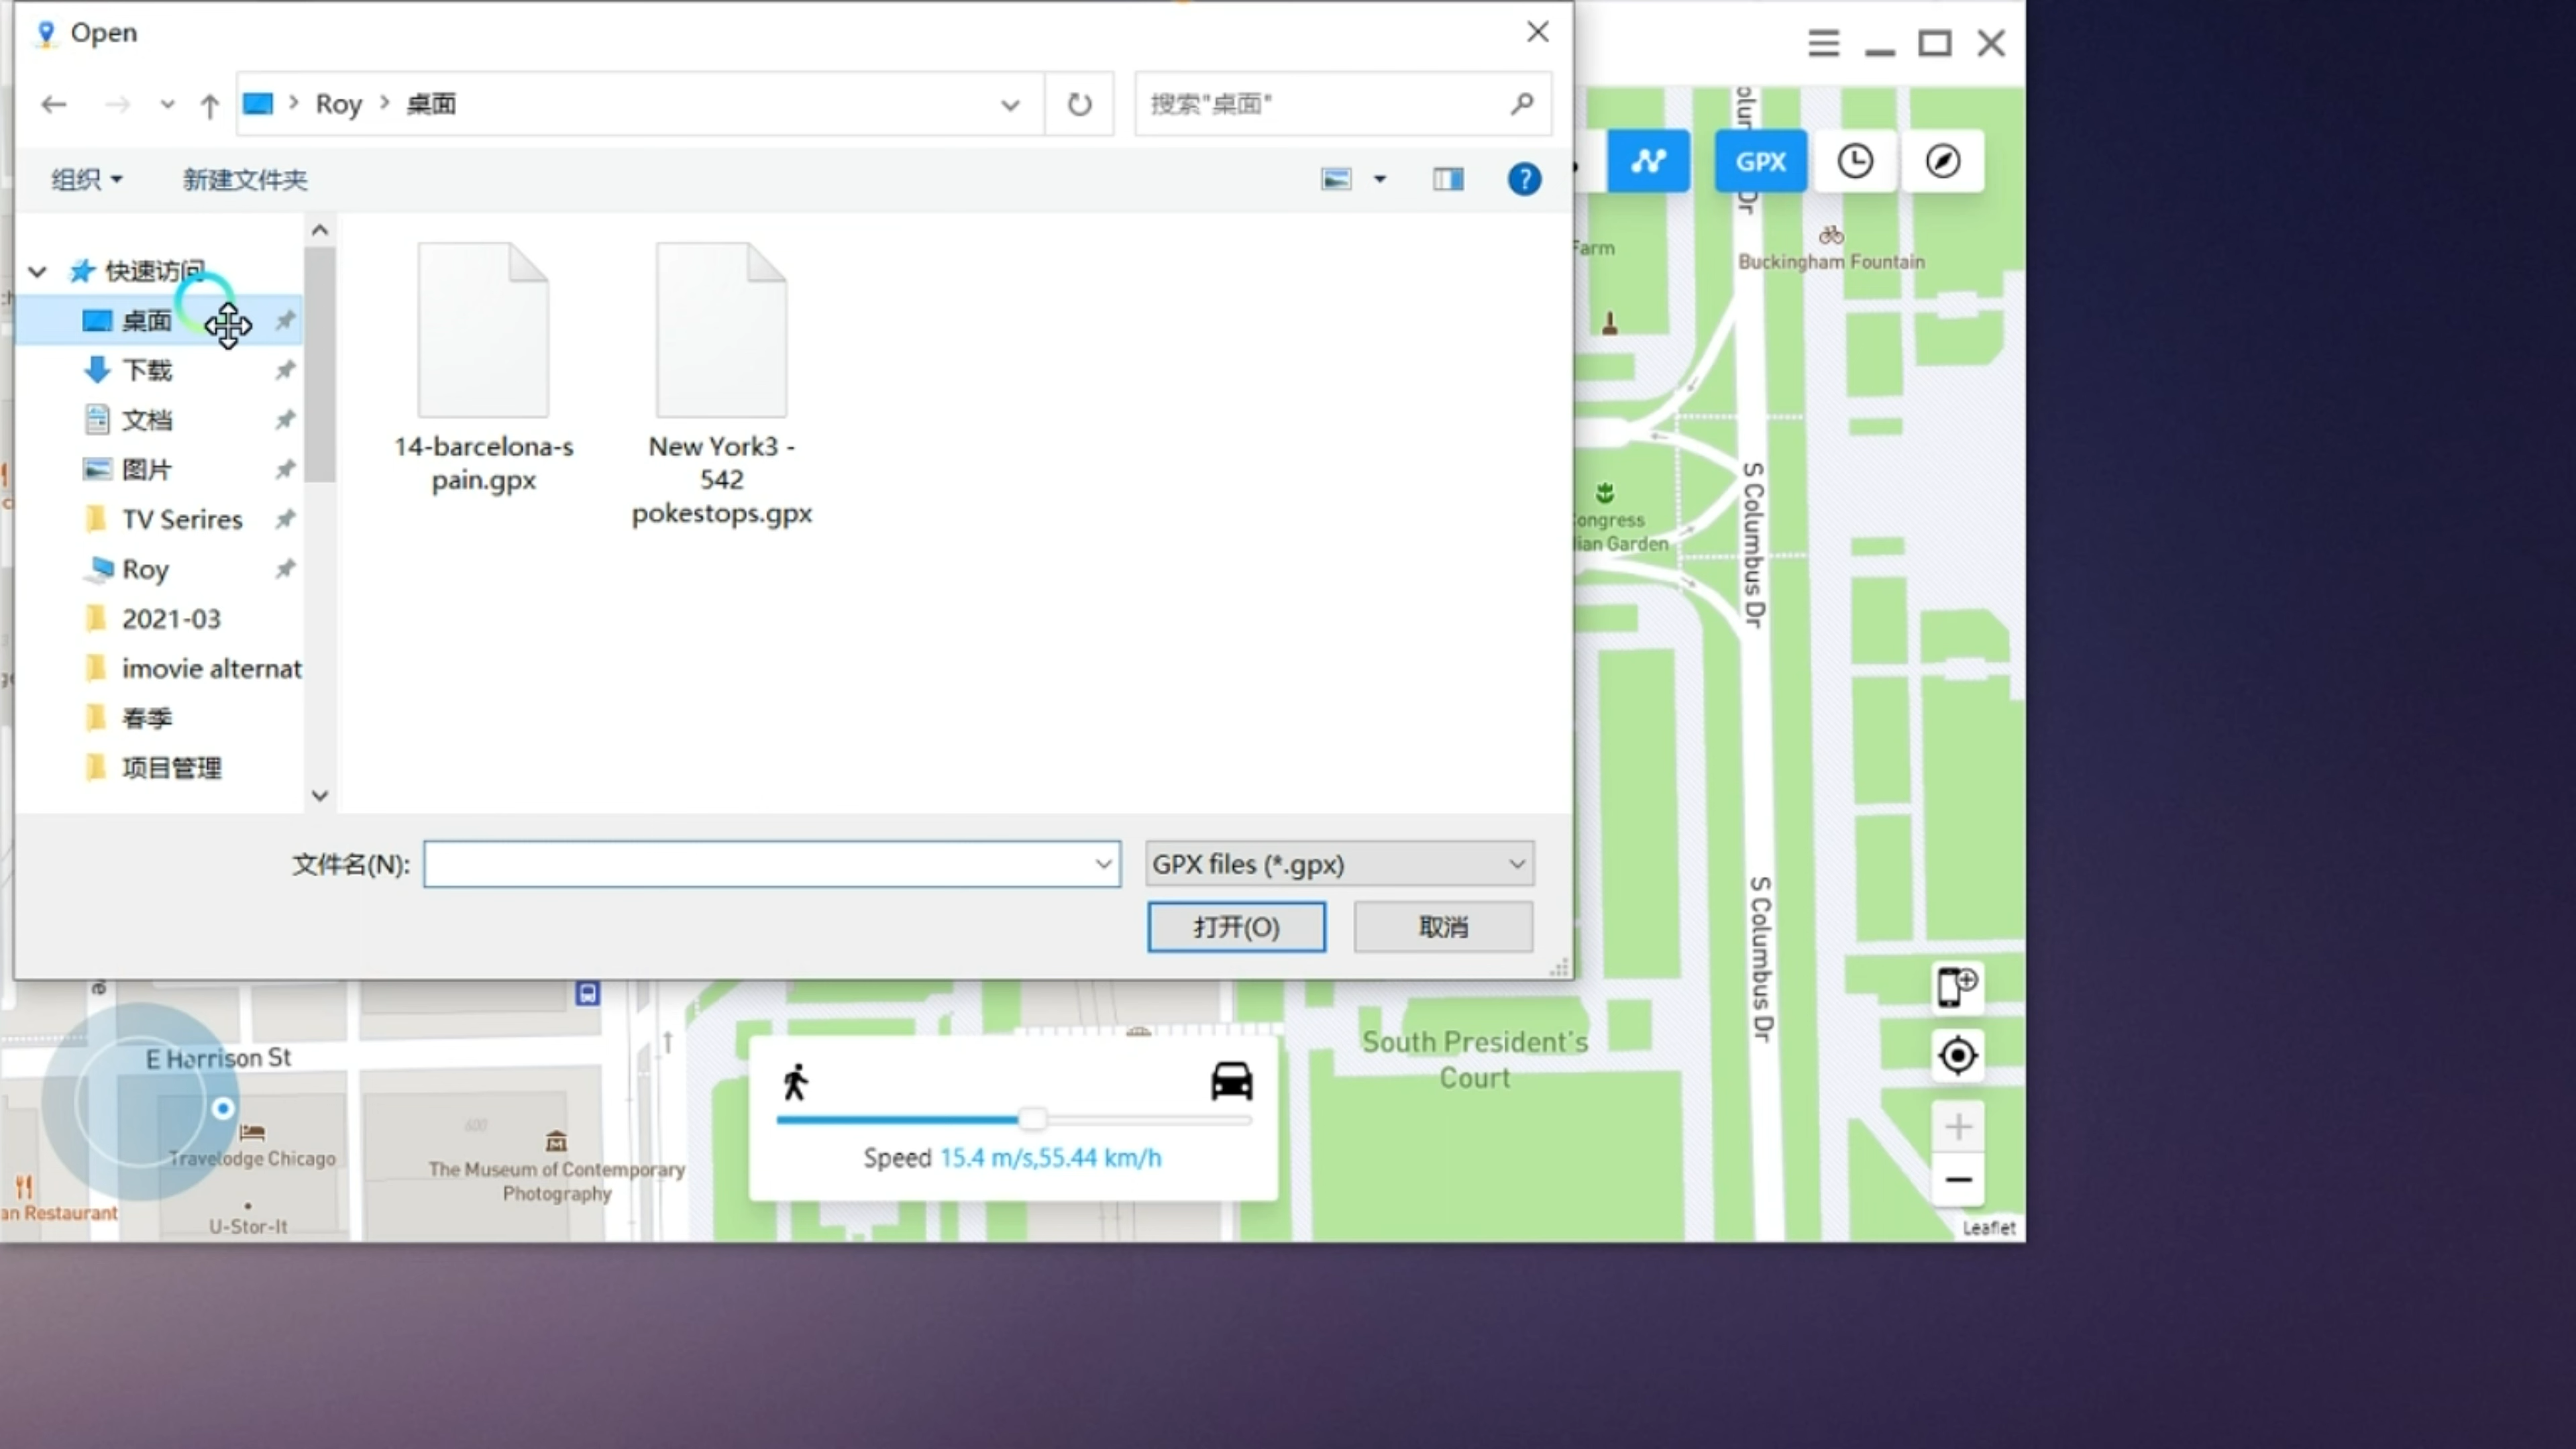 Open
Roy
桌面
搜索"桌面"
组织
新建文件夹
快速访问
桌面
下载
文档
图片
TV Serires
Roy
2021-03
imovie alternat
春季
项目管理
14-barcelona-s
pain.gpx
New York3 -
542
pokestops.gpx
文件名(N):
GPX files (*.gpx)
打开(O)
取消
GPX
Farm
Buckingham Fountain
Congress
S Columbus Dr
S Columbus Dr
E Harrison St
Travelodge Chicago
600
The Museum of Contemporary
Photography
an Restaurant
U-Stor-It
Speed 15.4 m/s,55.44 km/h
South President's
Court
Leaflet